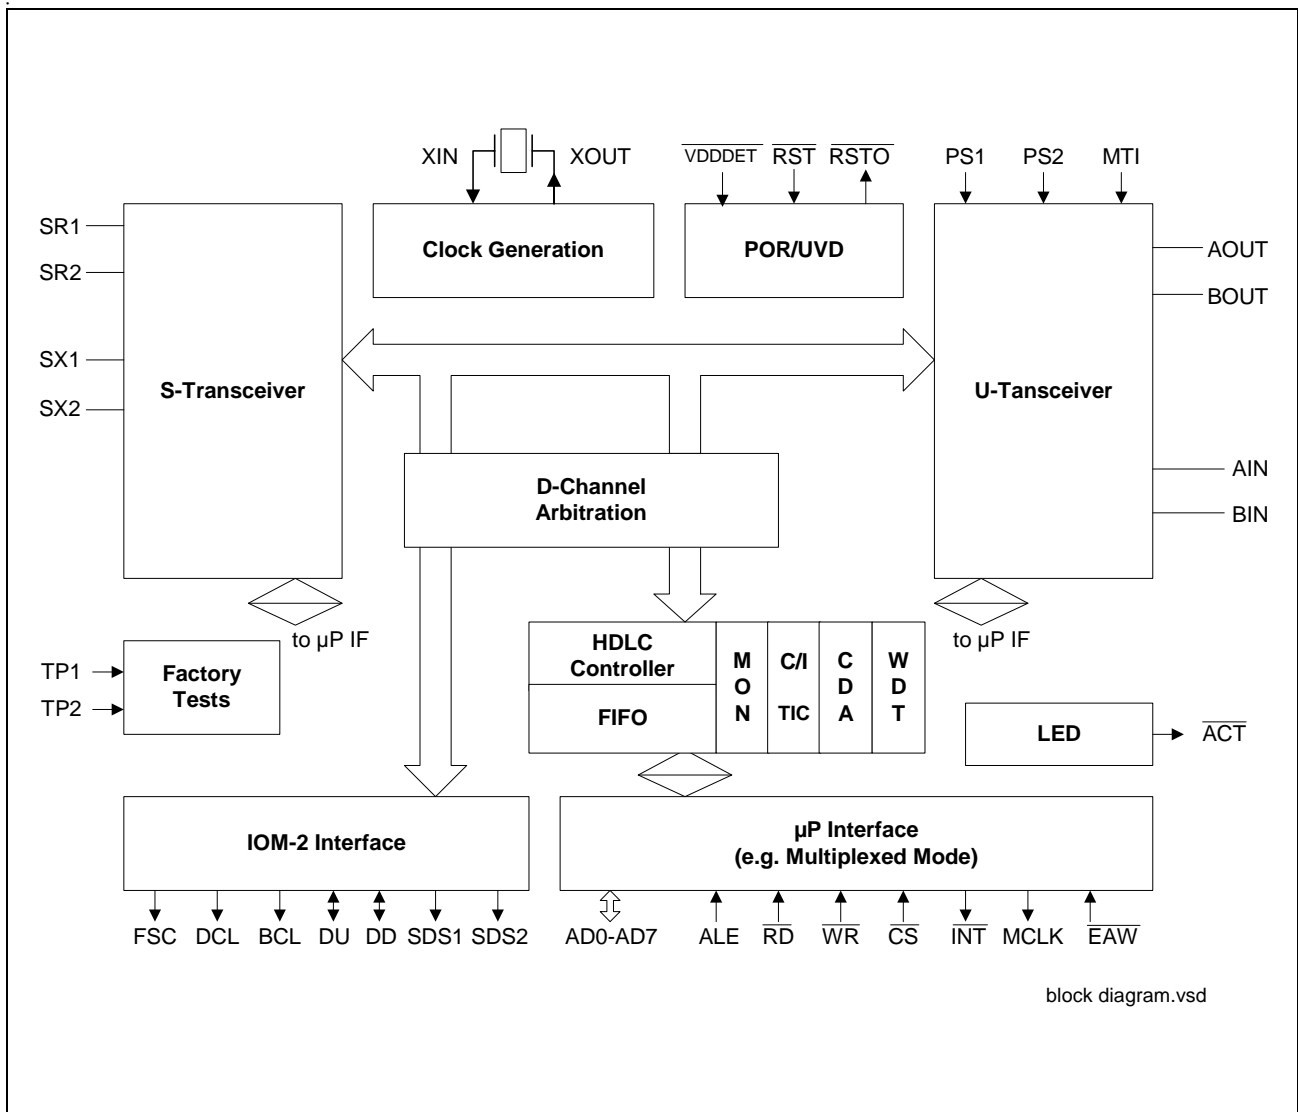 .
XIN XOUT VDDDET RST RSTO PS1 PS2 MTI
SR1
SR2
SX1
SX2
Clock Generation
POR/UVD
AOUT
BOUT
S-Transceiver
U-Tansceiver
AIN
BIN
D-Channel
Arbitration
to µP IF
to µP IF
TP1
TP2
Factory
Tests
HDLC
Controller
FIFO
M
O
N
C/I
TIC
C
D
A
W
D
T
LED
ACT
IOM-2 Interface
µP Interface
(e.g. Multiplexed Mode)
FSC DCL BCL DU DD SDS1 SDS2 AD0-AD7 ALE RD WR CS INT MCLK EAW
block diagram.vsd